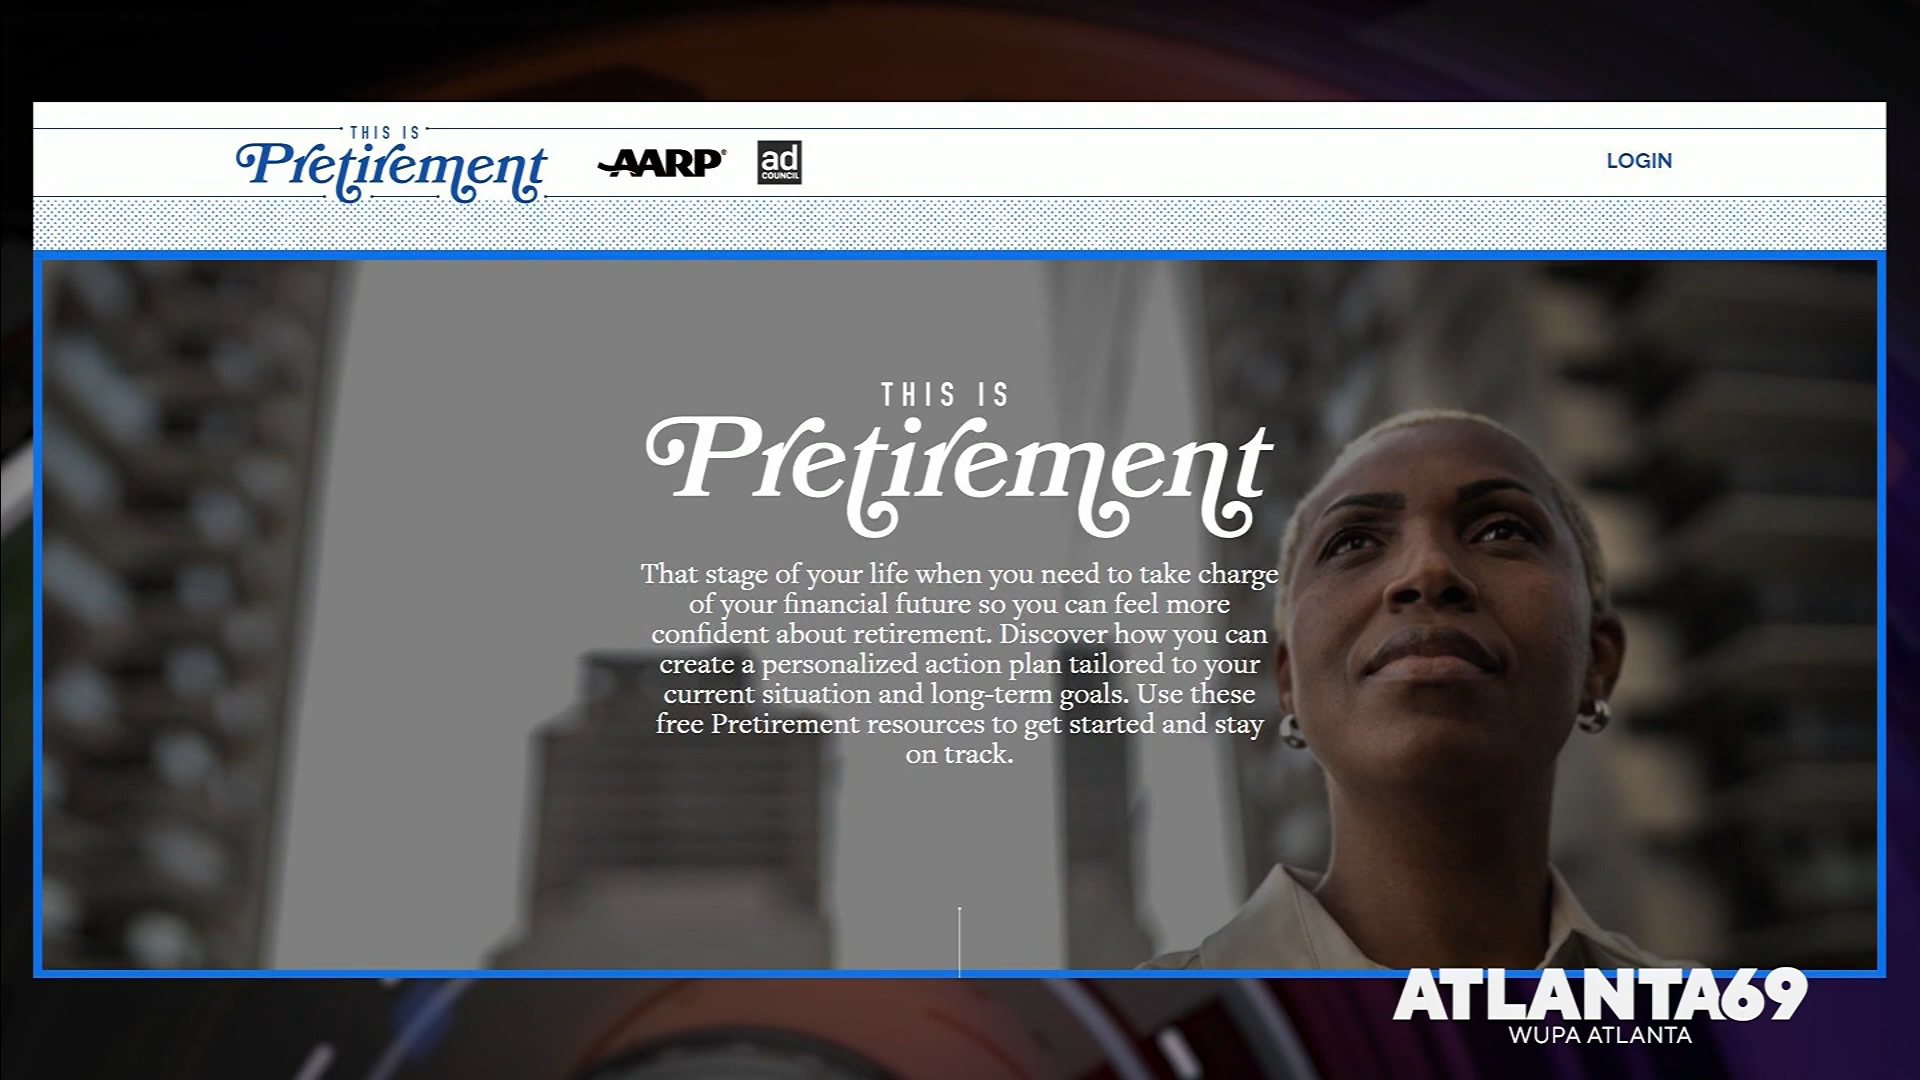 THIS IS
Pretirement
AARP®
ad
COUNCIL
LOGIN
THIS IS
Pretirement
That stage of your life when you need to take charge
of your financial future so you can feel more
confident about retirement. Discover how you can
create a personalized action plan tailored to your
current situation and long-term goals. Use these
free Pretirement resources to get started and stay
on track.
ATLANTA69
WUPA ATLANTA